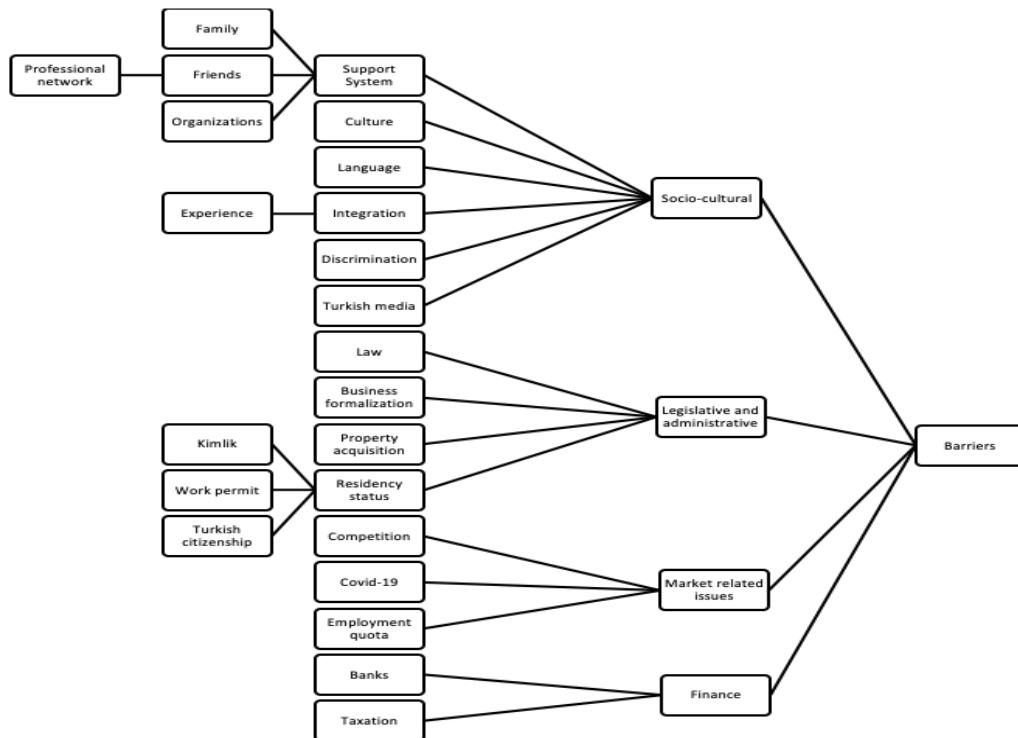 Family
Professional
network
Friends
Support
System
Organizations
Culture
Language
Socio-cultural
Experience
Integration
Discrimination
Turkish media
Law
Business
formalization
Legislative and
administrative
Kimlik
Property
acquisition
Barriers
Work permit
Residency
status
Turkish
citizenship
Competition
Covid-19
Market related
issues
Employment
quota
Banks
Finance
Taxation